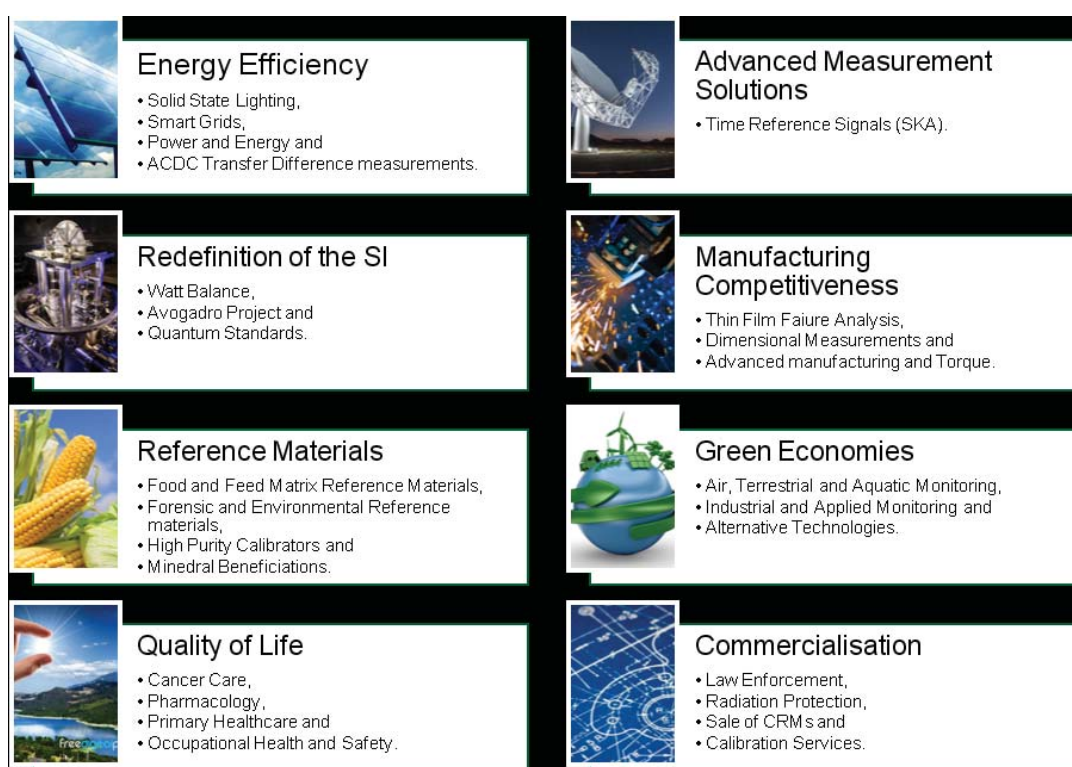 Energy Efficiency
• Solid State Lighting,
• Smart Grids,
• Power and Energy and
• ACDC Transfer Difference measurements.
Advanced Measurement
Solutions
• Time Reference Signals (SKA).
Redefinition of the SI
• Watt Balance,
• Avogadro Project and
• Quantum Standards.
Manufacturing
Competitiveness
• Thin Film Faiure Analysis,
• Dimensional Measurements and
• Advanced manufacturing and Torque.
Reference Materials
• Food and Feed Matrix Reference Materials,
• Forensic and Environmental Reference
materials,
• High Purity Calibrators and
• Minedral Beneficiations.
Green Economies
• Air, Terrestrial and Aquatic Monitoring,
• Industrial and Applied Monitoring and
• Alternative Technologies.
Quality of Life
• Cancer Care,
• Pharmacology,
• Primary Healthcare and
• Occupational Health and Safety.
Commercialisation
• Law Enforcement,
• Radiation Protection,
• Sale of CRMs and
• Calibration Services.